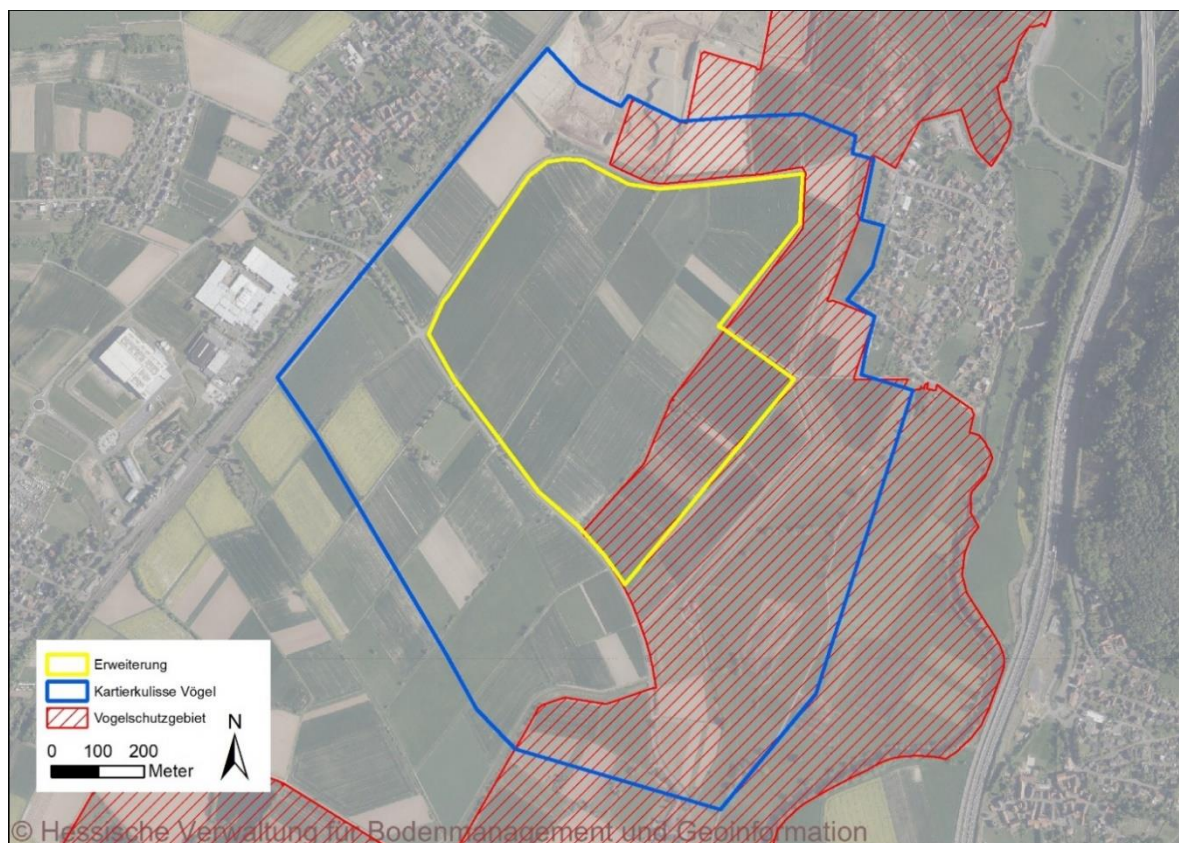 Erweiterung
Kartierkulisse Vögel
Vogelschutzgebiet
N
0 100 200
Meter
© Hessische Verwaltung für Bodenmanagement und Geoinformation